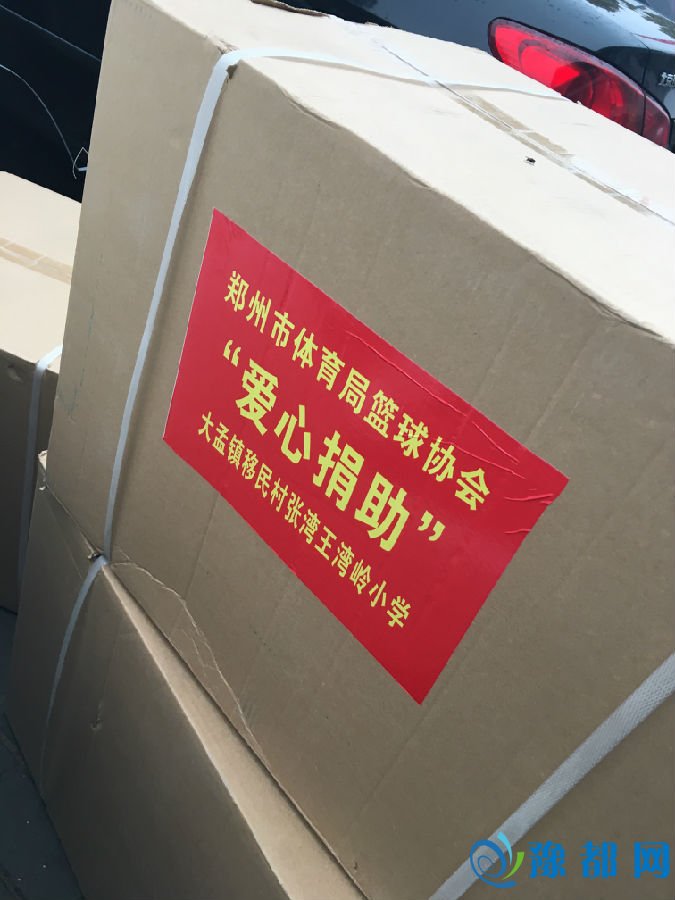 郑州市体育局篮球协会
“爱心捐助”
大孟镇移民村张湾王湾岭小学
豫都网